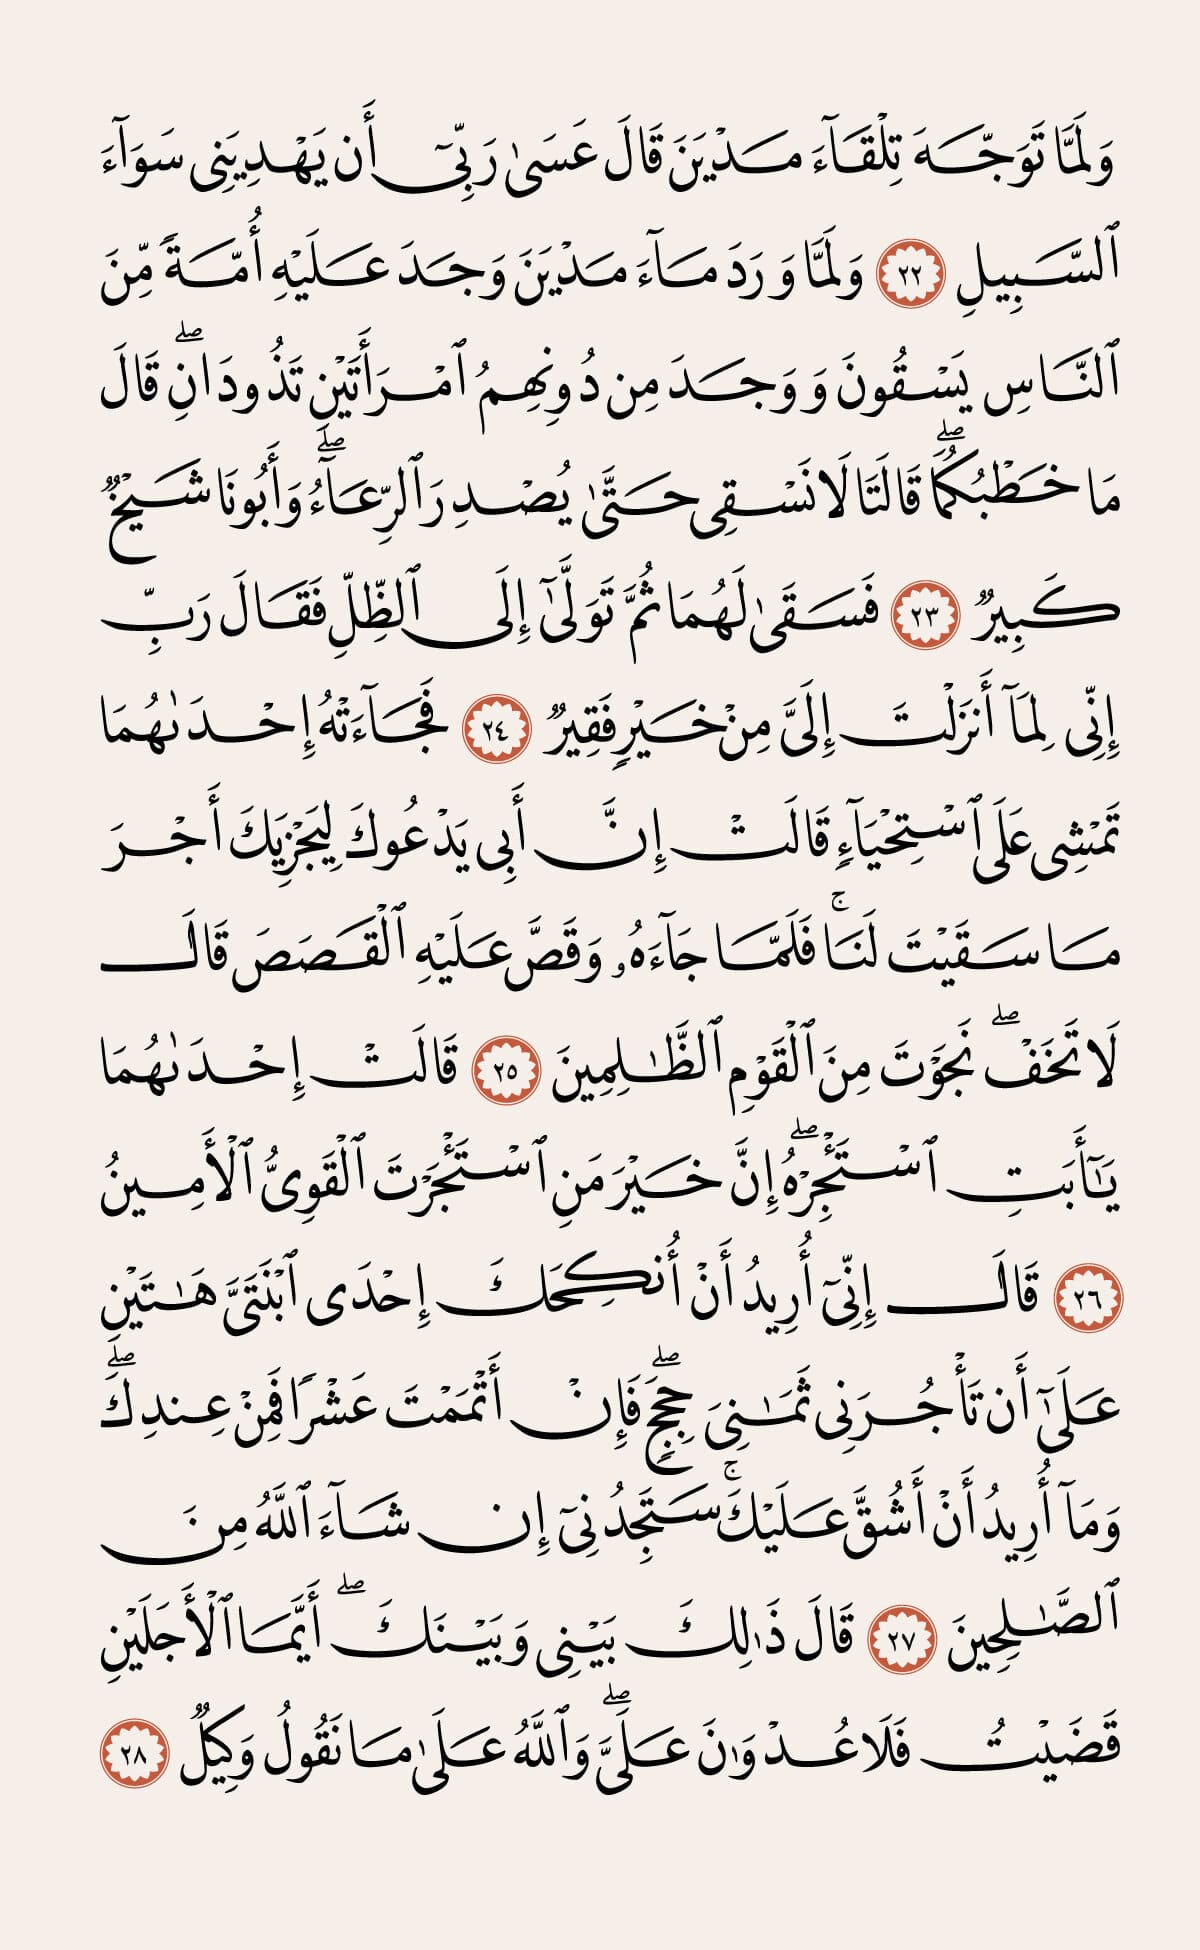 وَلَمَّا تَوَجَّهَ تِلْقَآءَ مَدْيَنَ قَالَ عَسَىٰ رَبِّىٓ أَن يَهْدِيَنِى سَوَآءَ
ٱلسَّبِيلِ ٢٢ وَلَمَّا وَرَدَ مَآءَ مَدْيَنَ وَجَدَ عَلَيْهِ أُمَّةً مِّنَ
ٱلنَّاسِ يَسْقُونَ وَوَجَدَ مِن دُونِهِمُ ٱمْرَأَتَيْنِ تَذُودَانِ ۖ قَالَ
مَا خَطْبُكُمَا ۖ قَالَتَا لَا نَسْقِى حَتَّىٰ يُصْدِرَ ٱلرِّعَآءُ ۖ وَأَبُونَا شَيْخٌ
كَبِيرٌ ٢٣ فَسَقَىٰ لَهُمَا ثُمَّ تَوَلَّىٰٓ إِلَى ٱلظِّلِّ فَقَالَ رَبِّ
إِنِّى لِمَآ أَنزَلْتَ إِلَىَّ مِنْ خَيْرٍ فَقِيرٌ ٢٤ فَجَآءَتْهُ إِحْدَىٰهُمَا
تَمْشِى عَلَى ٱسْتِحْيَآءٍ قَالَتْ إِنَّ أَبِى يَدْعُوكَ لِيَجْزِيَكَ أَجْرَ
مَا سَقَيْتَ لَنَا ۚ فَلَمَّا جَآءَهُۥ وَقَصَّ عَلَيْهِ ٱلْقَصَصَ قَالَ
لَا تَخَفْ ۖ نَجَوْتَ مِنَ ٱلْقَوْمِ ٱلظَّـٰلِمِينَ ٢٥ قَالَتْ إِحْدَىٰهُمَا
يَـٰٓأَبَتِ ٱسْتَـْٔجِرْهُ ۖ إِنَّ خَيْرَ مَنِ ٱسْتَـْٔجَرْتَ ٱلْقَوِىُّ ٱلْأَمِينُ
٢٦ قَالَ إِنِّىٓ أُرِيدُ أَنْ أُنكِحَكَ إِحْدَى ٱبْنَتَىَّ هَـٰتَيْنِ
عَلَىٰٓ أَن تَأْجُرَنِى ثَمَـٰنِىَ حِجَجٍ ۖ فَإِنْ أَتْمَمْتَ عَشْرًا فَمِنْ عِندِكَ ۖ
وَمَآ أُرِيدُ أَنْ أَشُقَّ عَلَيْكَ ۚ سَتَجِدُنِىٓ إِن شَآءَ ٱللَّهُ مِنَ
ٱلصَّـٰلِحِينَ ٢٧ قَالَ ذَٰلِكَ بَيْنِى وَبَيْنَكَ ۖ أَيَّمَا ٱلْأَجَلَيْنِ
قَضَيْتُ فَلَا عُدْوَٰنَ عَلَىَّ ۖ وَٱللَّهُ عَلَىٰ مَا نَقُولُ وَكِيلٌ ٢٨